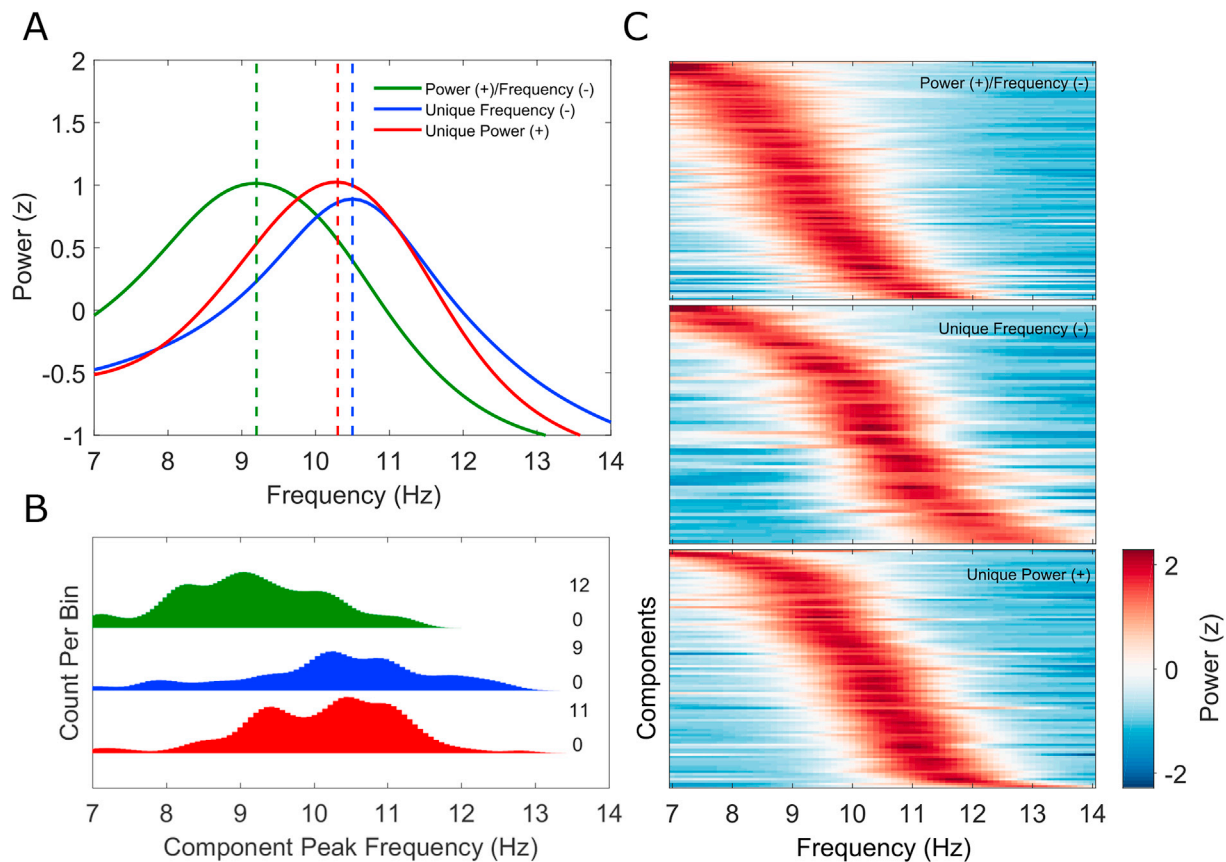 A
2
1.5
1
0.5
0
-0.5
-1
Power (z)
Power (+)/Frequency (-)
Unique Frequency (-)
Unique Power (+)
7 8 9 10 11 12 13 14
Frequency (Hz)
B
Count Per Bin
12
0
9
0
11
0
7 8 9 10 11 12 13 14
Component Peak Frequency (Hz)
C
Power (+)/Frequency (-)
Unique Frequency (-)
Unique Power (+)
Components
7 8 9 10 11 12 13 14
Frequency (Hz)
2
0
-2
Power (z)